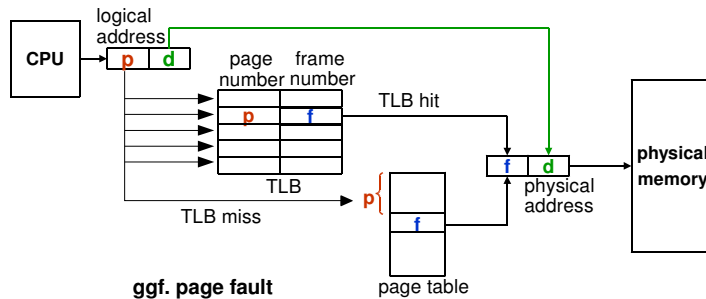 logical
address
CPU
p d
page
number
frame
number
TLB hit
p f
TLB
f d
physical
address
physical
memory
TLB miss
p
f
page table
ggf. page fault